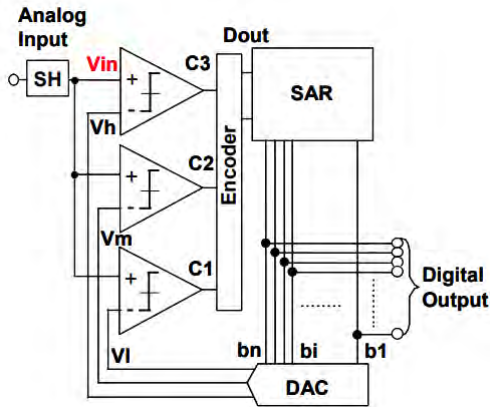 Analog
Input
SH
Vin
Vh
C3
Dout
SAR
C2
Encoder
Vm
C1
Vl
Digital
Output
bn
bi
b1
DAC
+
-
+
-
+
-